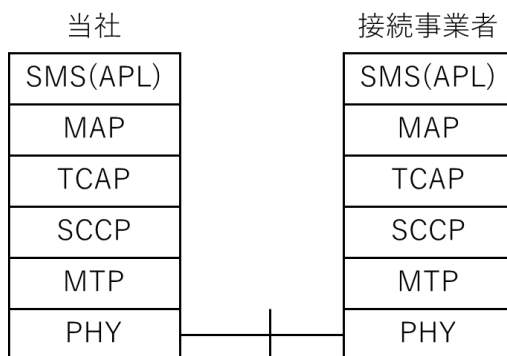 当社
接続事業者
SMS(APL)
SMS(APL)
MAP
MAP
TCAP
TCAP
SCCP
SCCP
MTP
MTP
PHY
PHY